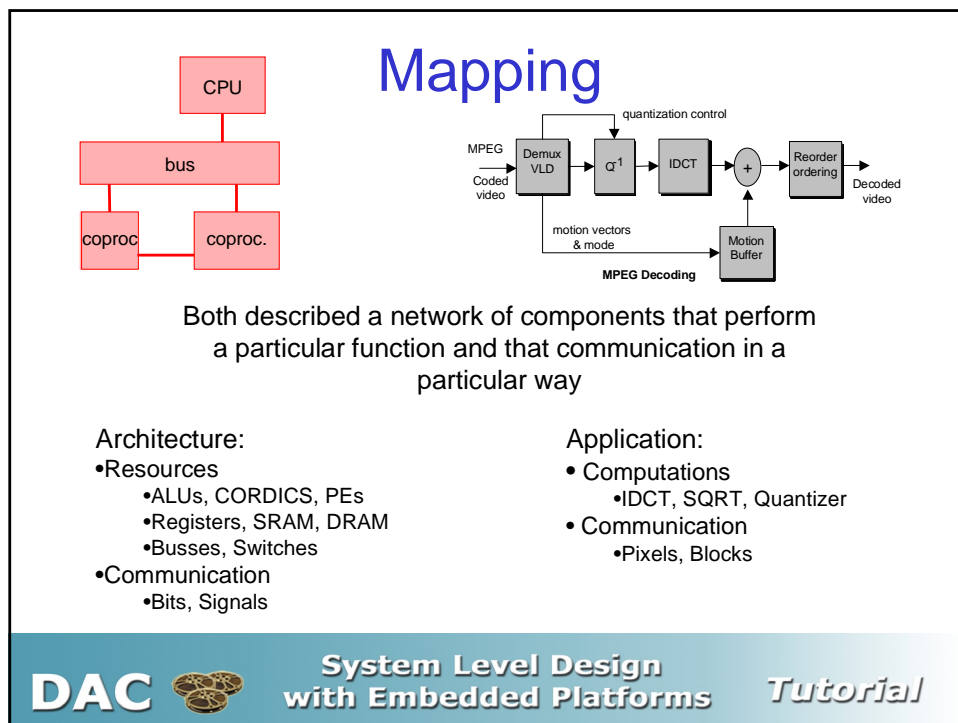 Mapping
CPU
bus
coproc
coproc.
quantization control
MPEG
Coded
video
Demux
VLD
Q-1
IDCT
+
Reorder
ordering
Decoded
video
motion vectors
& mode
Motion
Buffer
MPEG Decoding
Both described a network of components that perform
a particular function and that communication in a
particular way
Architecture:
•Resources
•ALUs, CORDICS, PEs
•Registers, SRAM, DRAM
•Busses, Switches
•Communication
•Bits, Signals
Application:
• Computations
•IDCT, SQRT, Quantizer
• Communication
•Pixels, Blocks
DAC
System Level Design
with Embedded Platforms
Tutorial